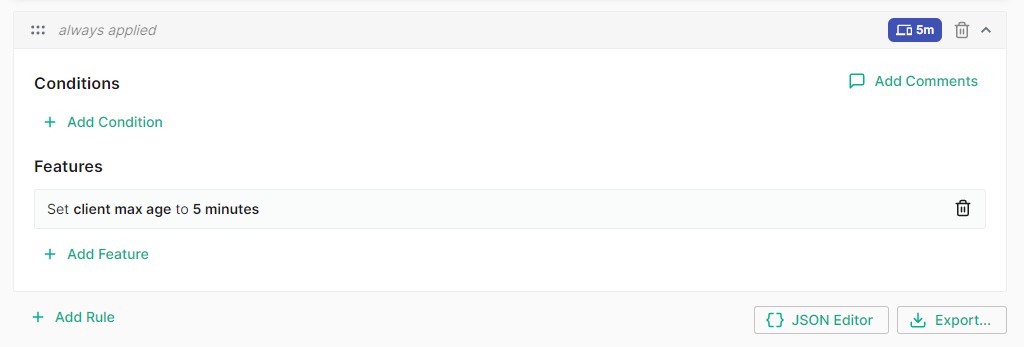 always applied
5m
Conditions
Add Comments
Add Condition
Features
Set client max age to 5 minutes
Add Feature
Add Rule
JSON Editor
Export...